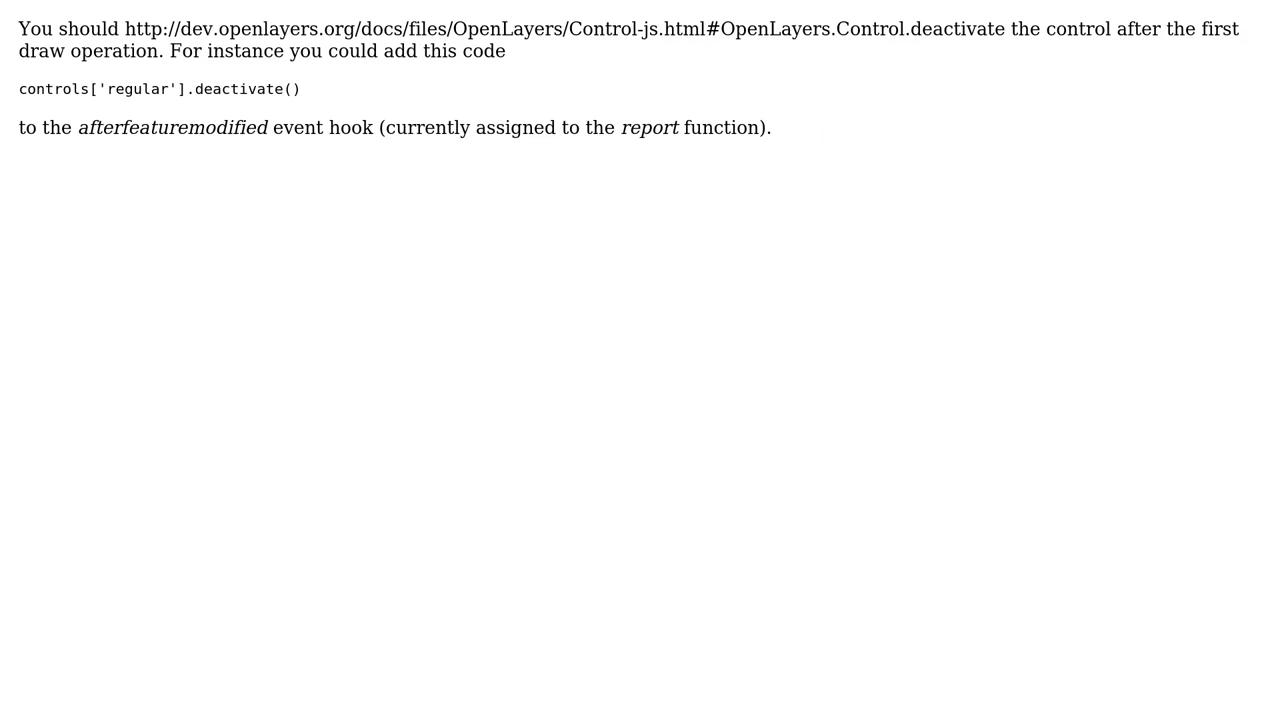 You should http://dev.openlayers.org/docs/files/OpenLayers/Control-js.html#OpenLayers.Control.deactivate the control after the first
draw operation. For instance you could add this code
controls['regular'].deactivate()
to the afterfeaturemodified event hook (currently assigned to the report function).